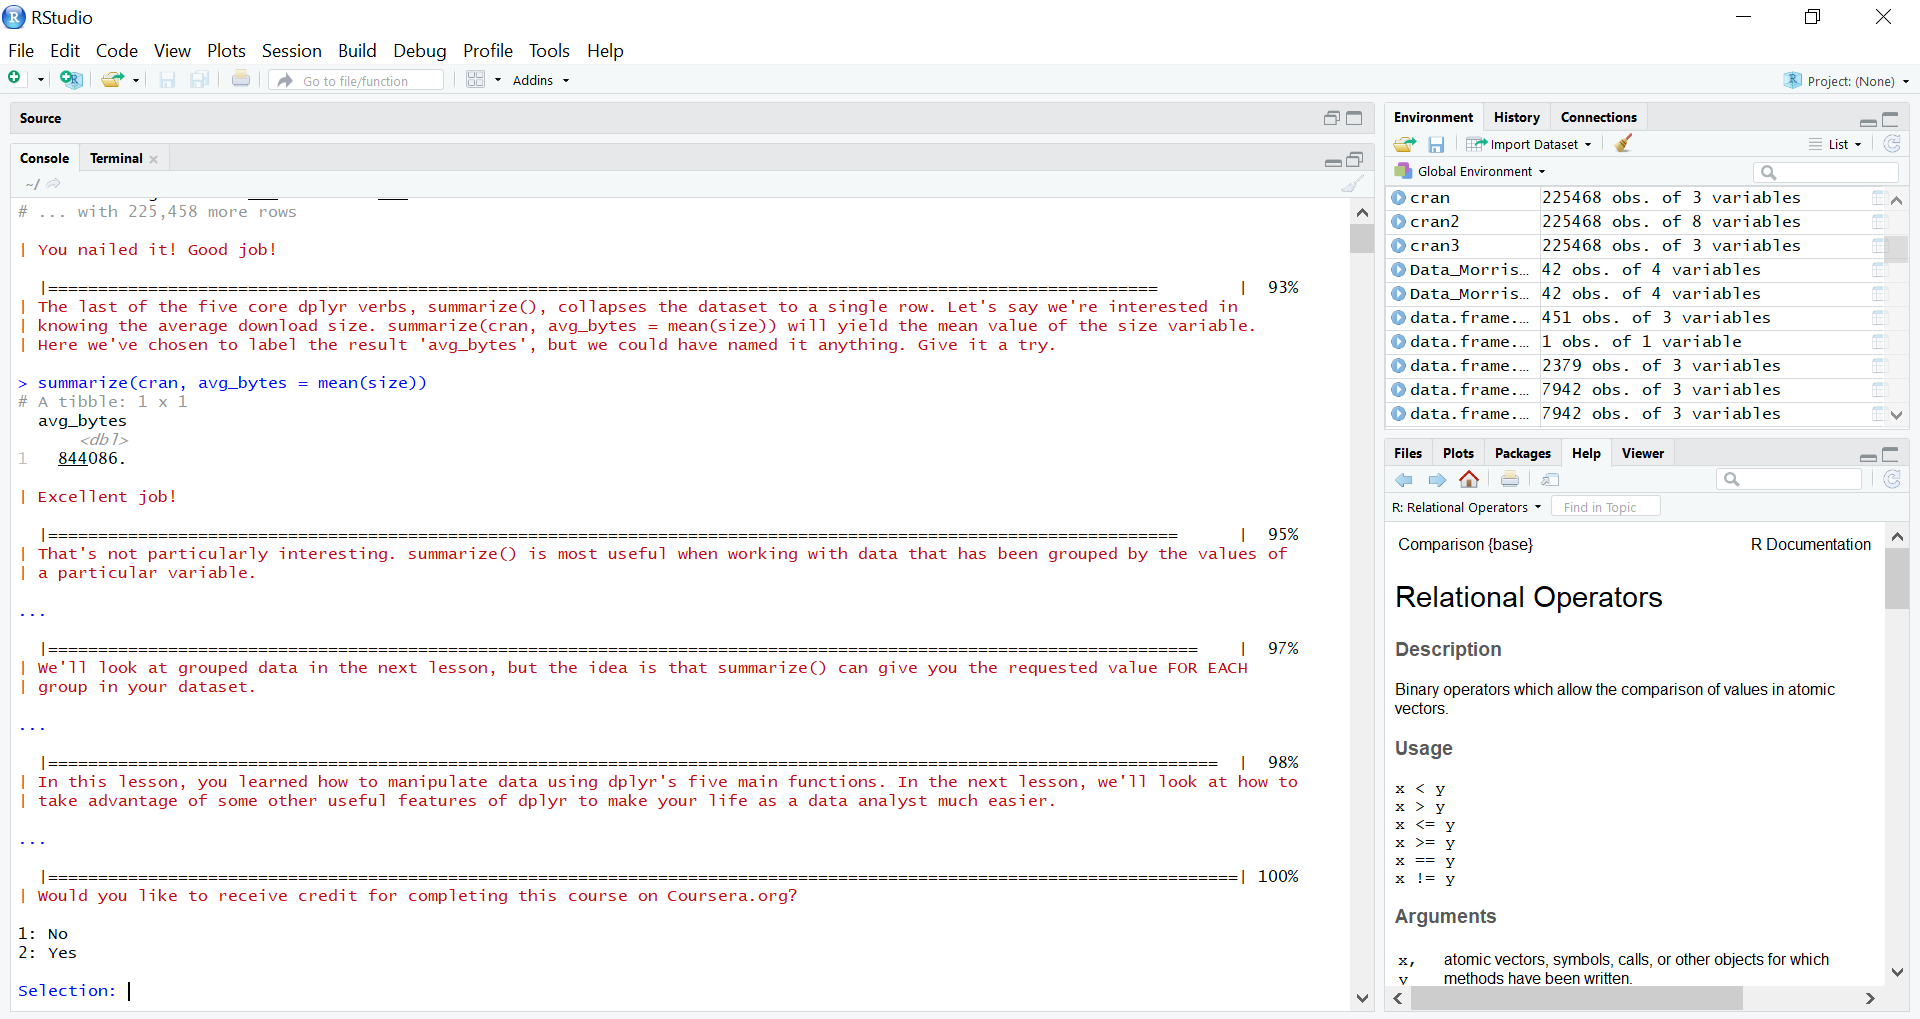 RStudio
File Edit Code View Plots Session Build Debug Profile Tools Help
Go to file/function Addins Project: (None)
Source
Console Terminal
~/
# ... with 225,458 more rows
| You nailed it! Good job!
|=============================================================================================================== | 93%
| The last of the five core dplyr verbs, summarize(), collapses the dataset to a single row. Let's say we're interested in
| knowing the average download size. summarize(cran, avg_bytes = mean(size)) will yield the mean value of the size variable.
| Here we've chosen to label the result 'avg_bytes', but we could have named it anything. Give it a try.
> summarize(cran, avg_bytes = mean(size))
# A tibble: 1 x 1
avg_bytes
<dbl>
1 844086.
| Excellent job!
|================================================================================================================= | 95%
| That's not particularly interesting. summarize() is most useful when working with data that has been grouped by the values of
| a particular variable.
...
|=================================================================================================================== | 97%
| We'll look at grouped data in the next lesson, but the idea is that summarize() can give you the requested value FOR EACH
| group in your dataset.
...
|===================================================================================================================== | 98%
| In this lesson, you learned how to manipulate data using dplyr's five main functions. In the next lesson, we'll look at how to
| take advantage of some other useful features of dplyr to make your life as a data analyst much easier.
...
|=======================================================================================================================| 100%
| Would you like to receive credit for completing this course on Coursera.org?
1: No
2: Yes
Selection:
Environment History Connections
Import Dataset List
Global Environment
cran 225468 obs. of 3 variables
cran2 225468 obs. of 8 variables
cran3 225468 obs. of 3 variables
Data_Morris... 42 obs. of 4 variables
Data_Morris... 42 obs. of 4 variables
data.frame.... 451 obs. of 3 variables
data.frame.... 1 obs. of 1 variable
data.frame.... 2379 obs. of 3 variables
data.frame.... 7942 obs. of 3 variables
data.frame.... 7942 obs. of 3 variables
Files Plots Packages Help Viewer
R: Relational Operators Find in Topic
Comparison {base} R Documentation
Relational Operators
Description
Binary operators which allow the comparison of values in atomic
vectors.
Usage
x < y
x > y
x <= y
x >= y
x == y
x != y
Arguments
x, atomic vectors, symbols, calls, or other objects for which
y methods have been written.